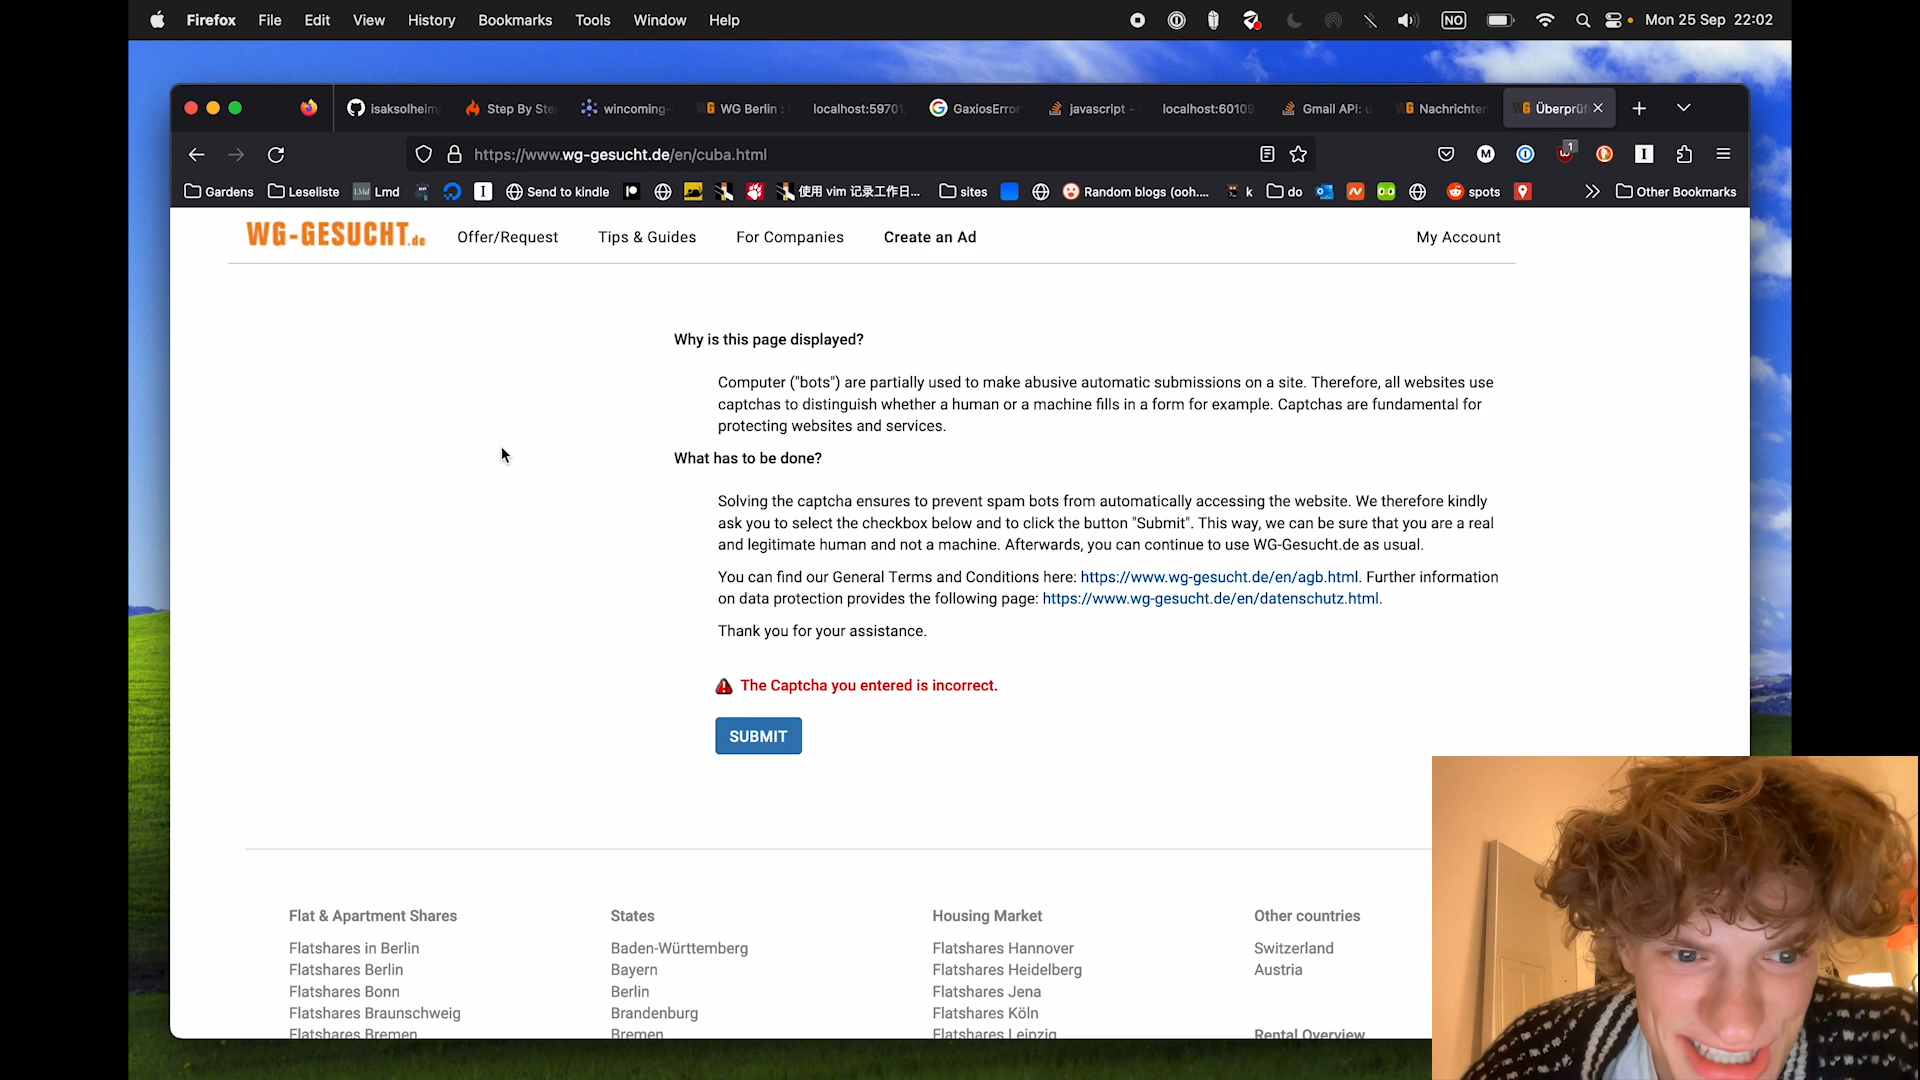 Firefox File Edit View History Bookmarks Tools Window Help NO Mon 25 Sep 22:02
isaksolheim Step By Ste wincoming- WG Berlin : localhost:59701 GaxiosError javascript - localhost:60109 Gmail API: u Nachrichten Überprüf
https://www.wg-gesucht.de/en/cuba.html M 1
Gardens Leseliste LMd Lmd Send to kindle 使用 vim 记录工作日... sites Random blogs (ooh.... k do spots Other Bookmarks
WG-GESUCHT.de Offer/Request Tips & Guides For Companies Create an Ad My Account
Why is this page displayed?
Computer ("bots") are partially used to make abusive automatic submissions on a site. Therefore, all websites use
captchas to distinguish whether a human or a machine fills in a form for example. Captchas are fundamental for
protecting websites and services.
What has to be done?
Solving the captcha ensures to prevent spam bots from automatically accessing the website. We therefore kindly
ask you to select the checkbox below and to click the button "Submit". This way, we can be sure that you are a real
and legitimate human and not a machine. Afterwards, you can continue to use WG-Gesucht.de as usual.
You can find our General Terms and Conditions here: https://www.wg-gesucht.de/en/agb.html. Further information
on data protection provides the following page: https://www.wg-gesucht.de/en/datenschutz.html.
Thank you for your assistance.
The Captcha you entered is incorrect.
SUBMIT
Flat & Apartment Shares States Housing Market Other countries
Flatshares in Berlin Baden-Württemberg Flatshares Hannover Switzerland
Flatshares Berlin Bayern Flatshares Heidelberg Austria
Flatshares Bonn Berlin Flatshares Jena
Flatshares Braunschweig Brandenburg Flatshares Köln
Flatshares Bremen Bremen Flatshares Leipzig Rental Overview